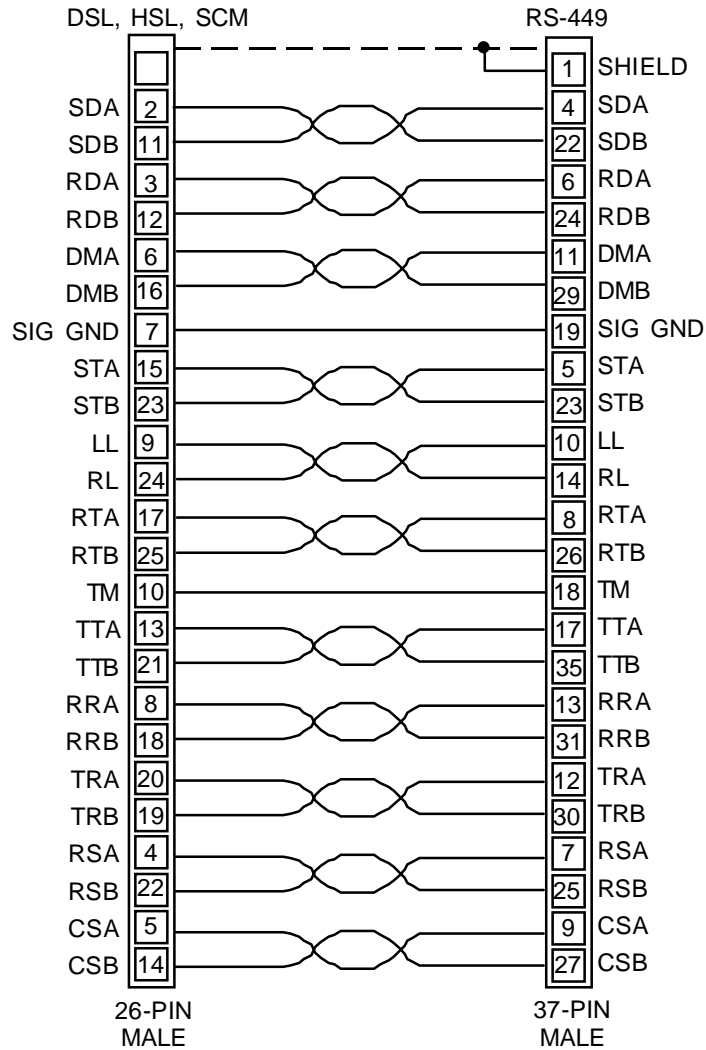 DSL, HSL, SCM RS-449
1 SHIELD
SDA 2 4 SDA
SDB 11 22 SDB
RDA 3 6 RDA
RDB 12 24 RDB
DMA 6 11 DMA
DMB 16 29 DMB
SIG GND 7 19 SIG GND
STA 15 5 STA
STB 23 23 STB
LL 9 10 LL
RL 24 14 RL
RTA 17 8 RTA
RTB 25 26 RTB
TM 10 18 TM
TTA 13 17 TTA
TTB 21 35 TTB
RRA 8 13 RRA
RRB 18 31 RRB
TRA 20 12 TRA
TRB 19 30 TRB
RSA 4 7 RSA
RSB 22 25 RSB
CSA 5 9 CSA
CSB 14 27 CSB
26-PIN 37-PIN
MALE MALE